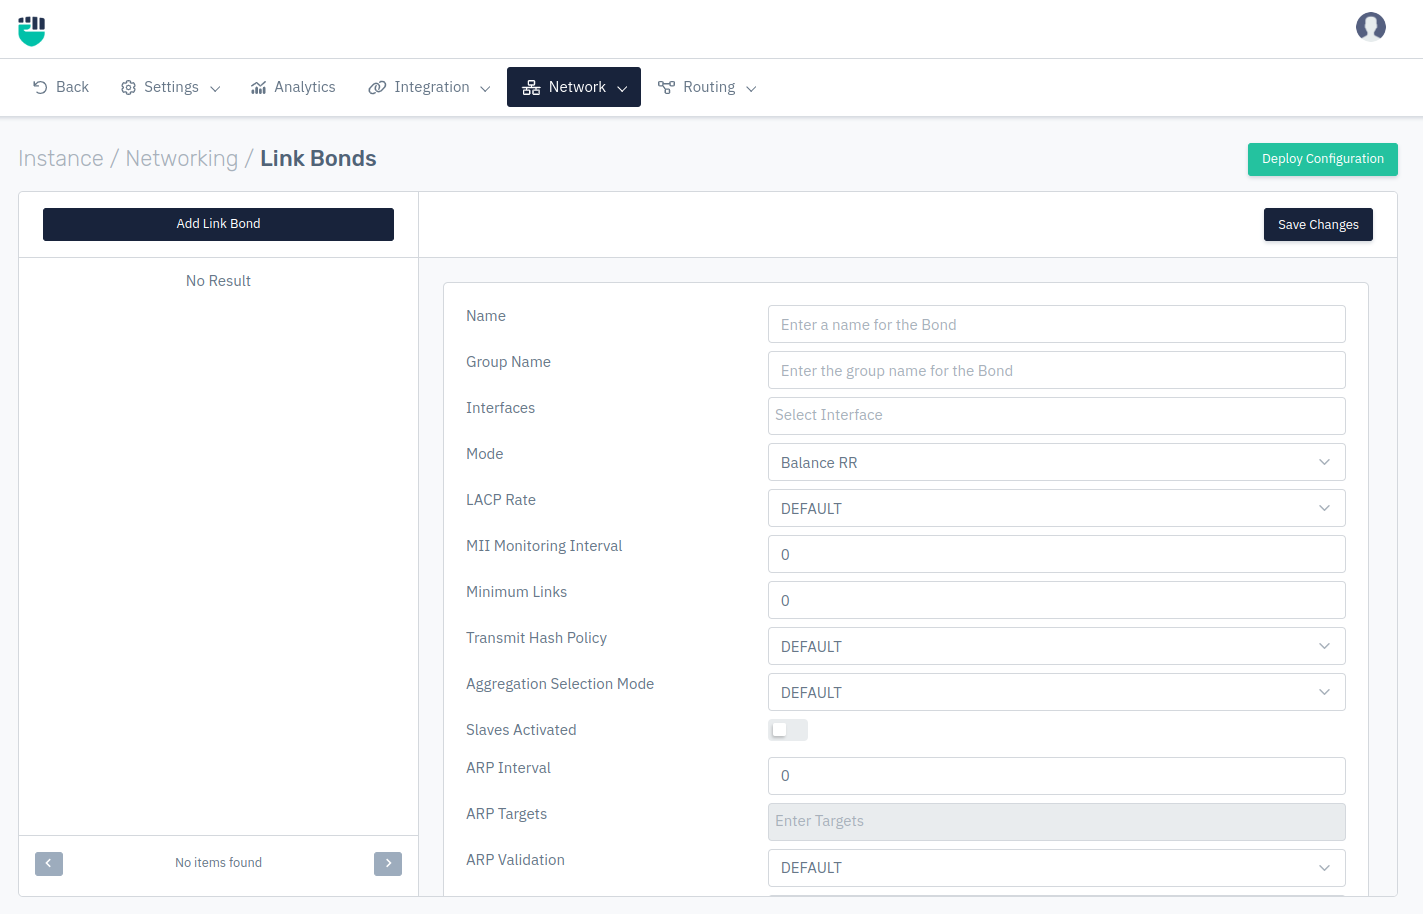 Back Settings Analytics Integration Network Routing
Instance / Networking / Link Bonds
Deploy Configuration
Add Link Bond
Save Changes
No Result
Name
Enter a name for the Bond
Group Name
Enter the group name for the Bond
Interfaces
Select Interface
Mode
Balance RR
LACP Rate
DEFAULT
MII Monitoring Interval
0
Minimum Links
0
Transmit Hash Policy
DEFAULT
Aggregation Selection Mode
DEFAULT
Slaves Activated
ARP Interval
0
ARP Targets
Enter Targets
ARP Validation
DEFAULT
No items found